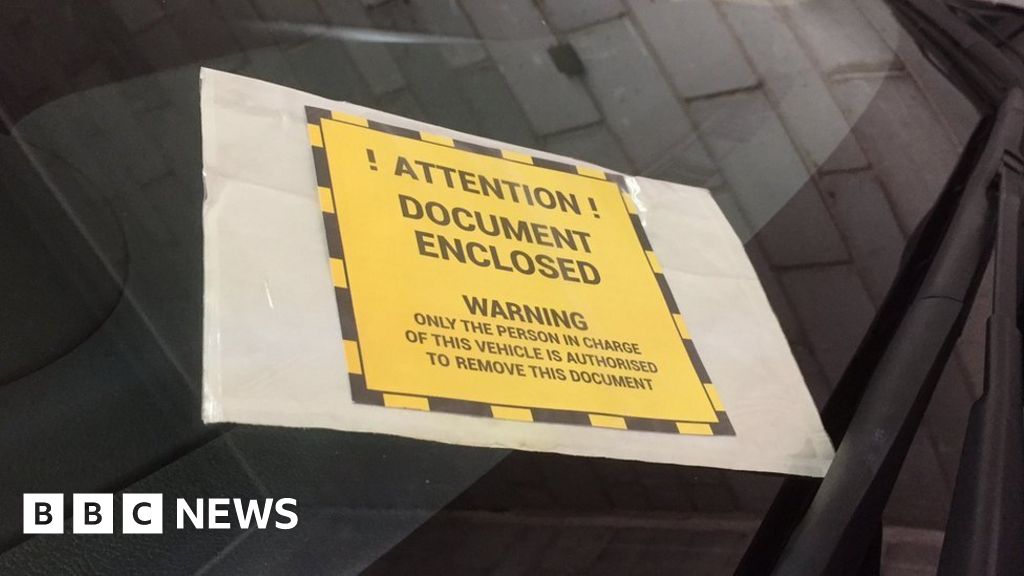 ! ATTENTION !
DOCUMENT
ENCLOSED
WARNING
ONLY THE PERSON IN CHARGE
OF THIS VEHICLE IS AUTHORISED
TO REMOVE THIS DOCUMENT
BBC NEWS